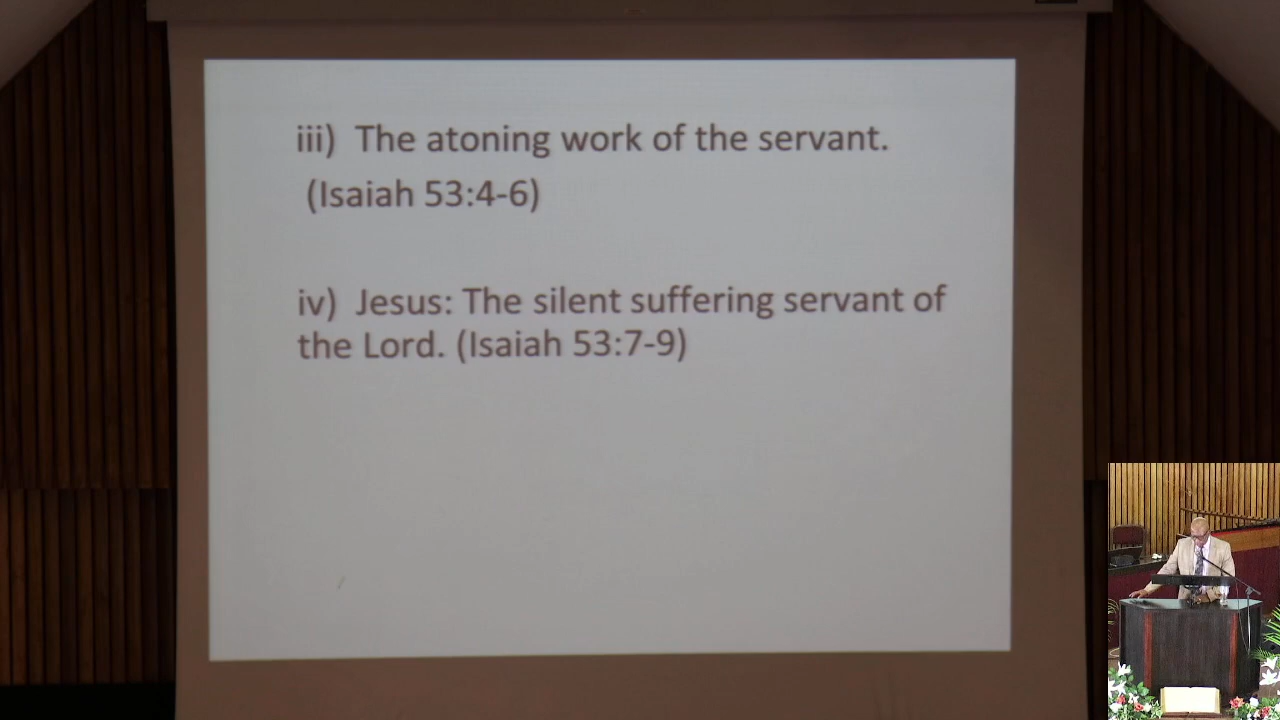 iii)  The atoning work of the servant.
(Isaiah 53:4-6)
iv)  Jesus: The silent suffering servant of
the Lord. (Isaiah 53:7-9)